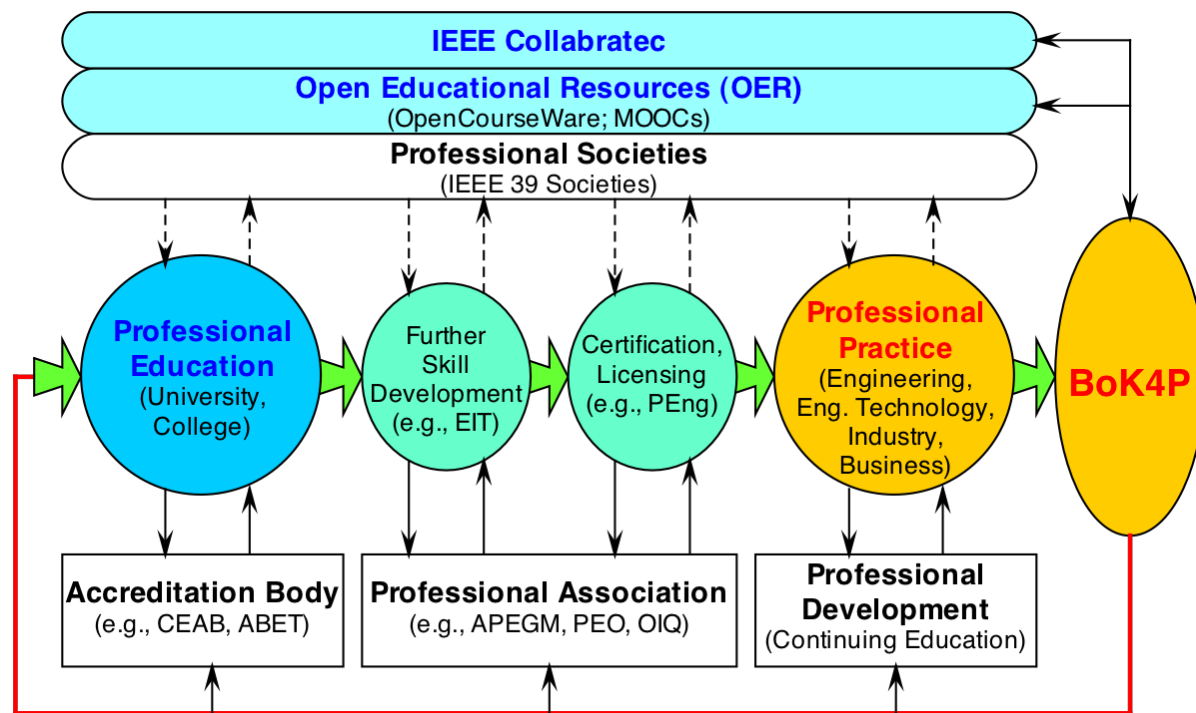 IEEE Collabratec
Open Educational Resources (OER)
(OpenCourseWare; MOOCs)
Professional Societies
(IEEE 39 Societies)
Professional
Education
(University,
College)
Further
Skill
Development
(e.g., EIT)
Certification,
Licensing
(e.g., PEng)
Professional
Practice
(Engineering,
Eng. Technology,
Industry,
Business)
BoK4P
Accreditation Body
(e.g., CEAB, ABET)
Professional Association
(e.g., APEGM, PEO, OIQ)
Professional
Development
(Continuing Education)